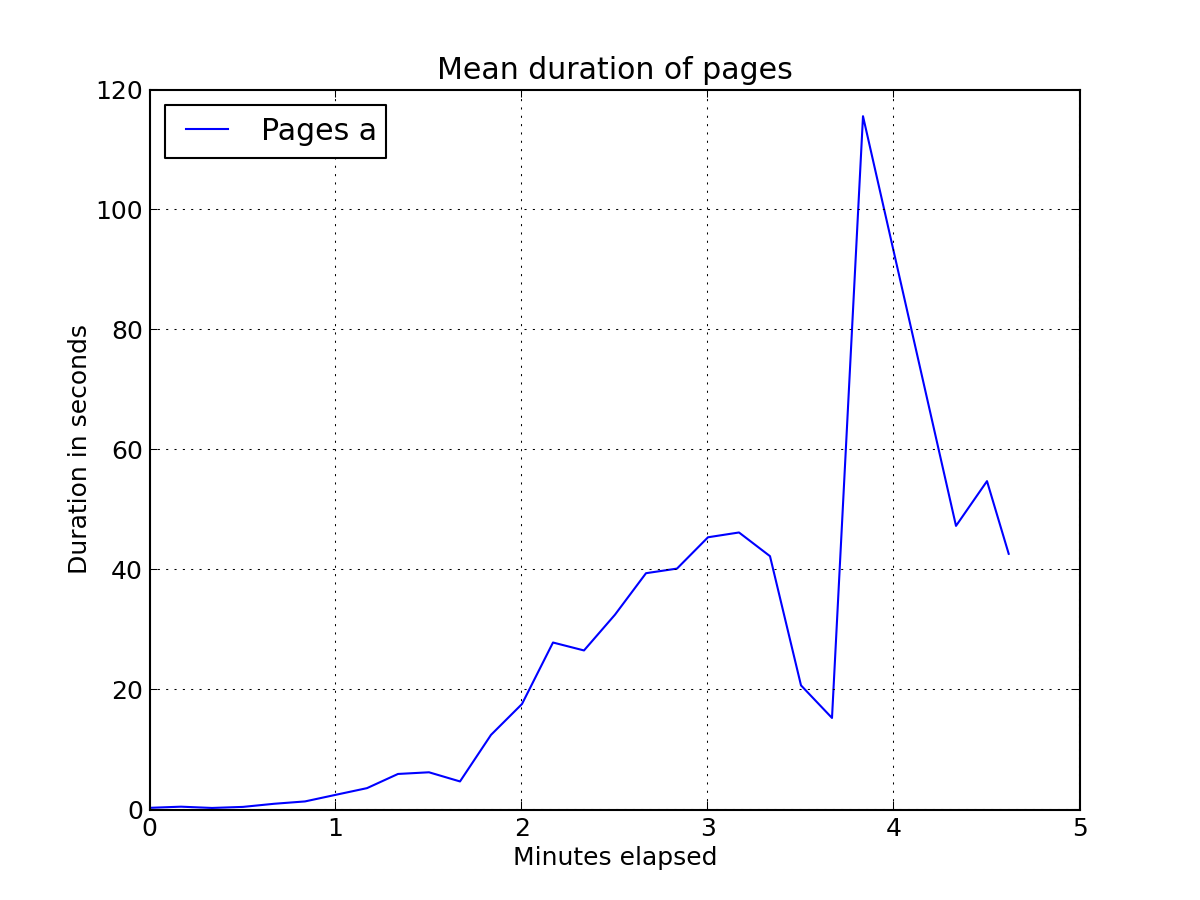 Mean duration of pages
Pages a
120
100
80
60
40
20
0
Duration in seconds
0 1 2 3 4 5
Minutes elapsed